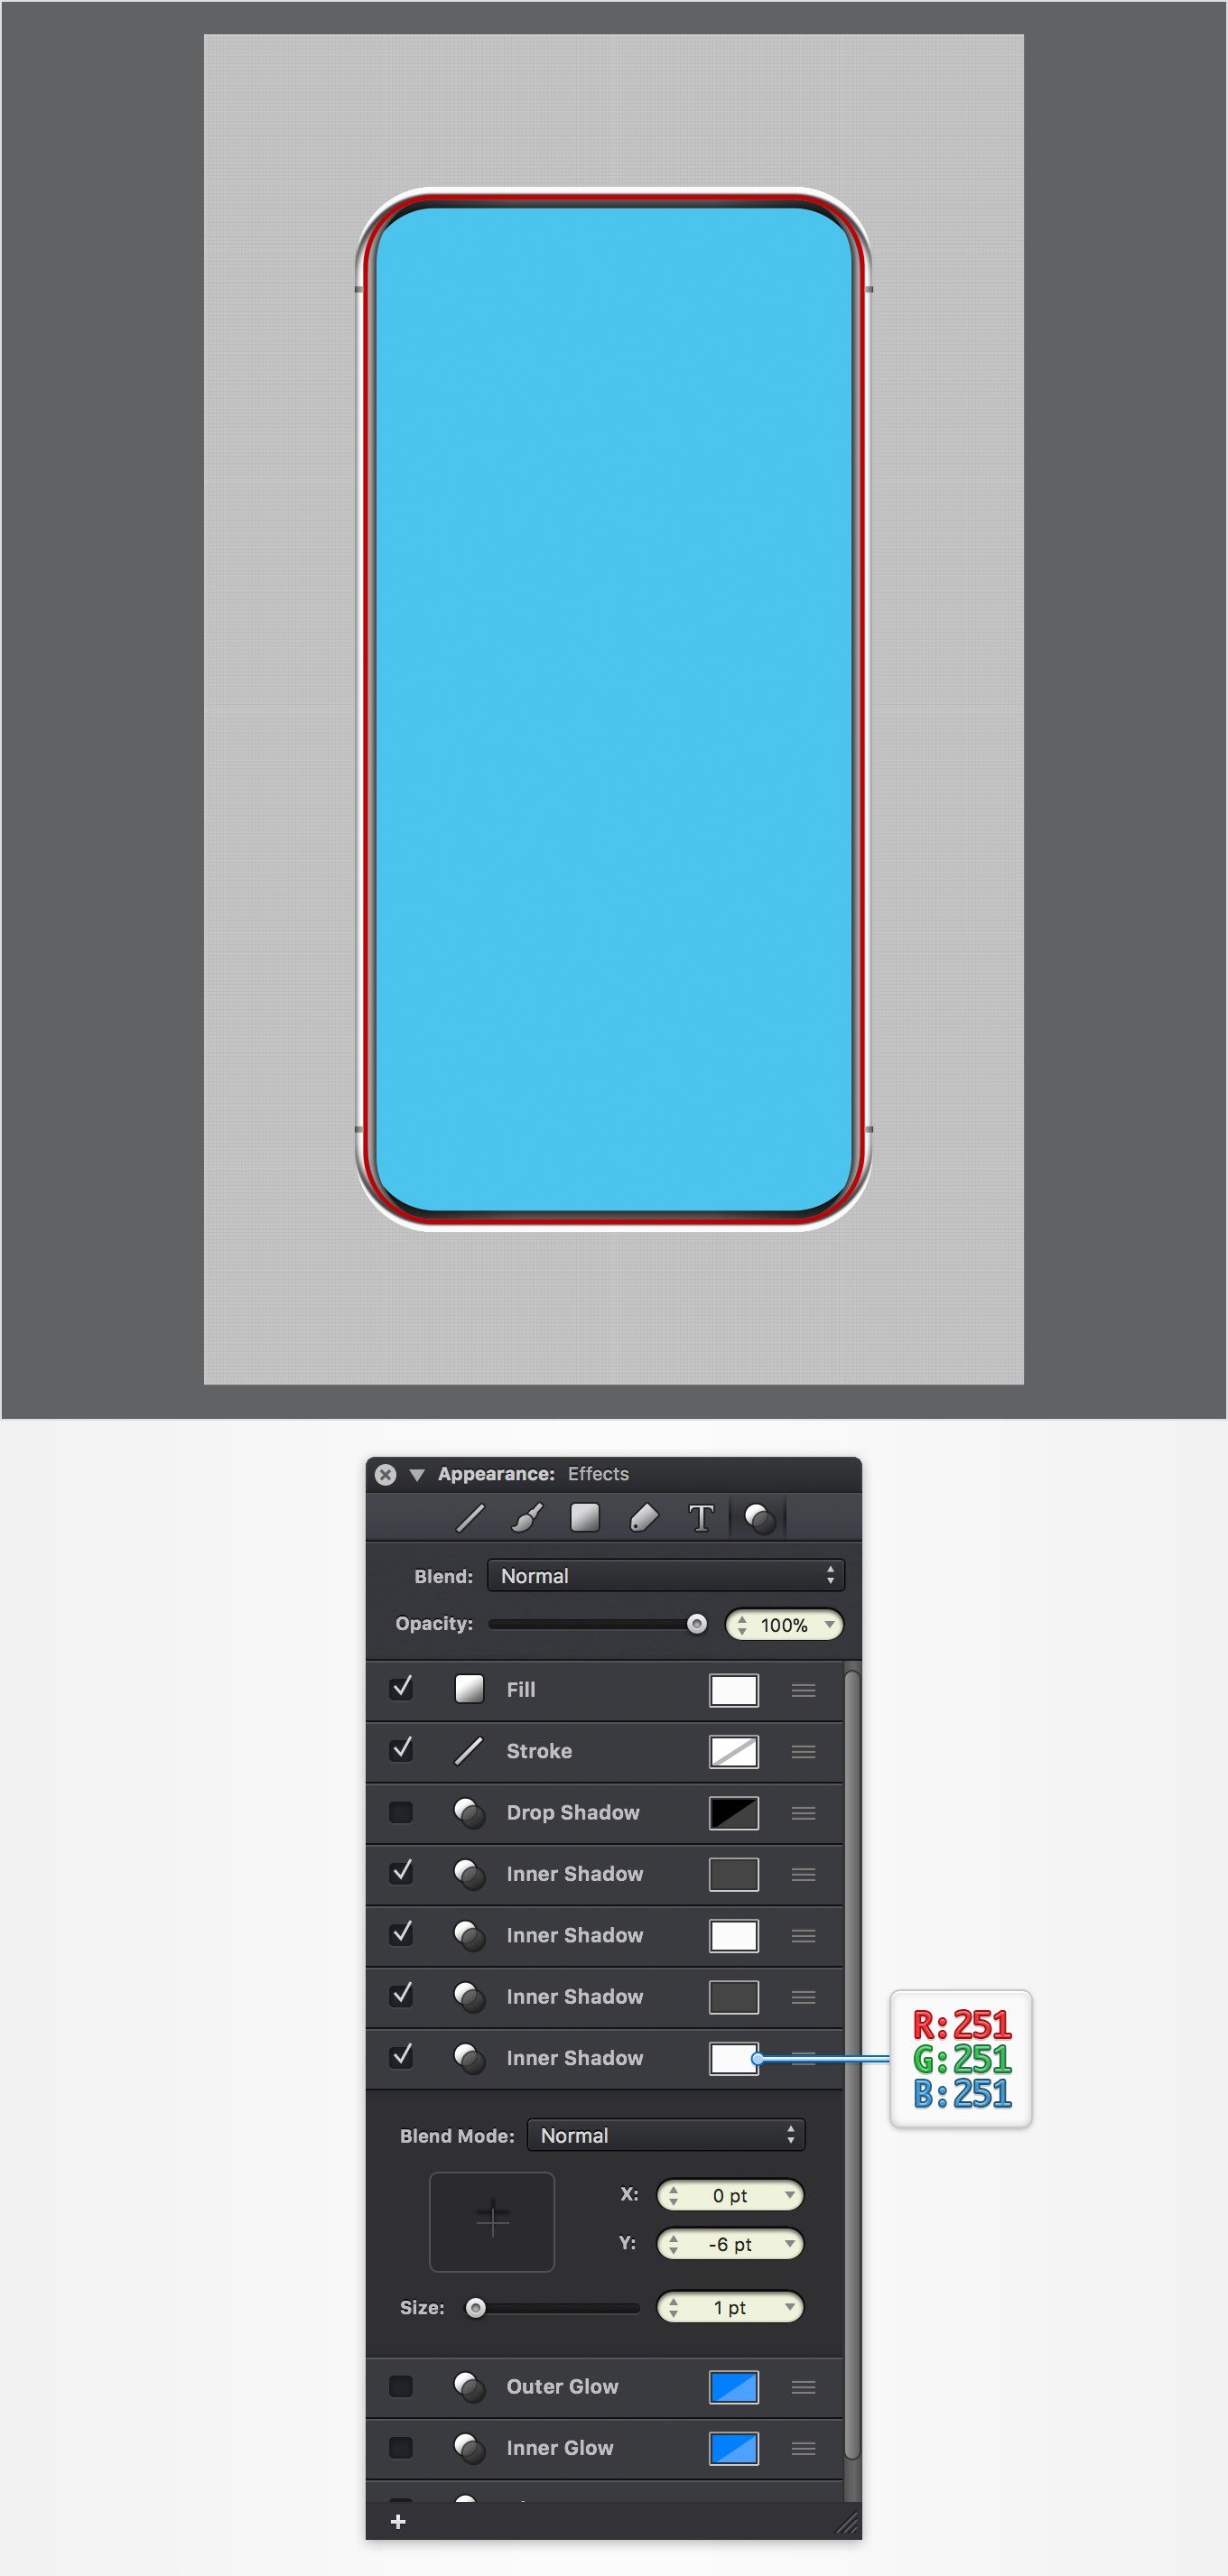 Appearance: Effects
T
Blend: Normal
Opacity: 100%
Fill
Stroke
Drop Shadow
Inner Shadow
Inner Shadow
Inner Shadow
Inner Shadow
R:251
G:251
B:251
Blend Mode: Normal
X: 0 pt
Y: -6 pt
Size: 1 pt
Outer Glow
Inner Glow